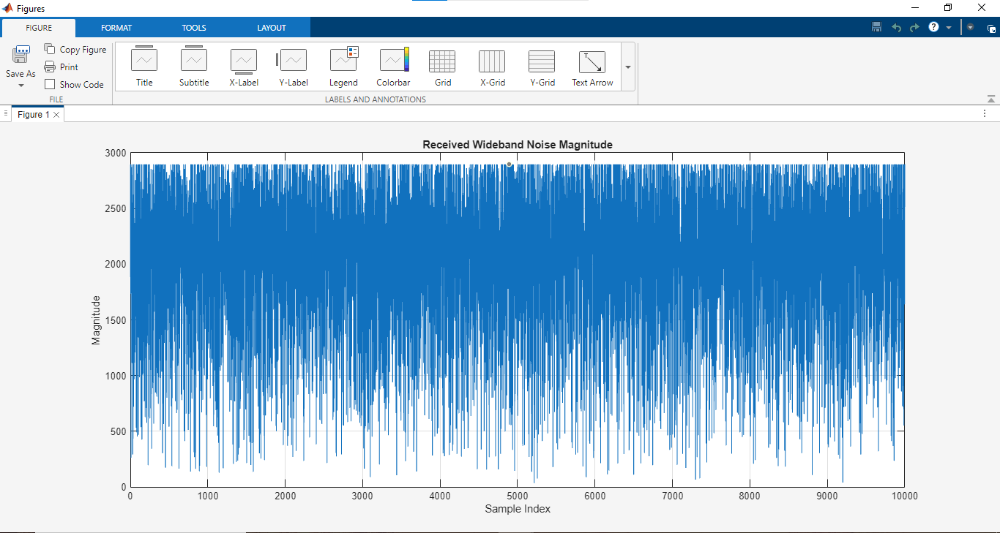 Figures
FIGURE FORMAT TOOLS LAYOUT
Save As
Copy Figure
Print
Show Code
FILE
Title Subtitle X-Label Y-Label Legend Colorbar Grid X-Grid Y-Grid Text Arrow
LABELS AND ANNOTATIONS
Figure 1
Received Wideband Noise Magnitude
3000
2500
2000
1500
1000
500
0
Magnitude
0 1000 2000 3000 4000 5000 6000 7000 8000 9000 10000
Sample Index